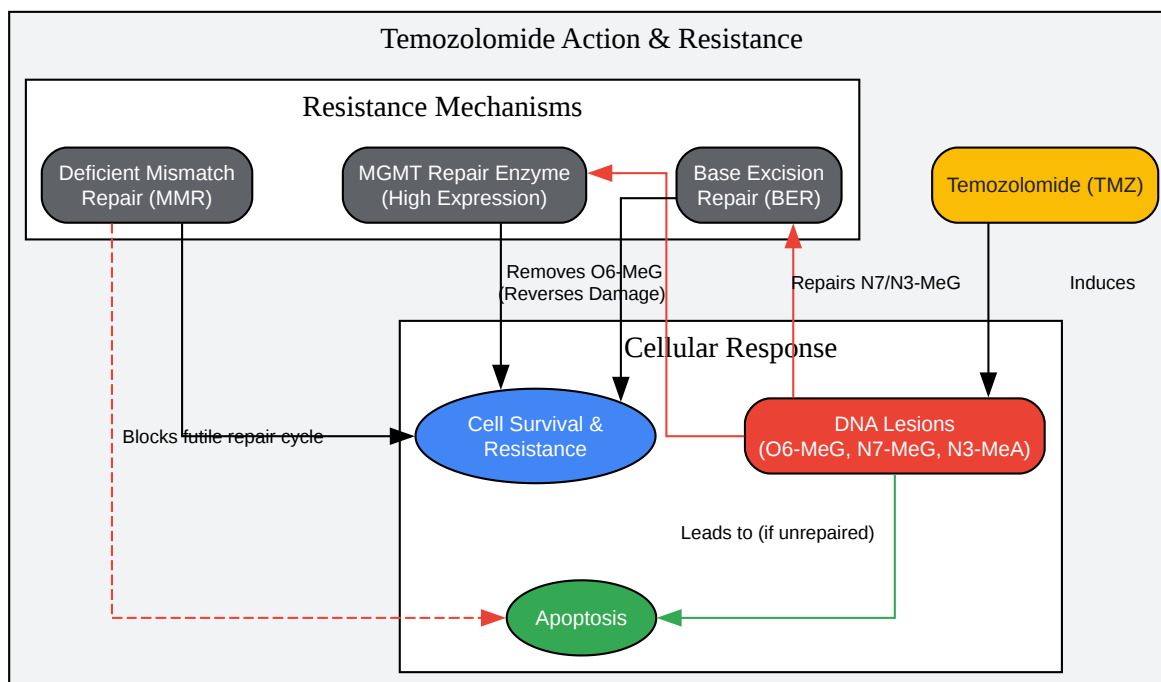 Temozolomide Action & Resistance
Resistance Mechanisms
Deficient Mismatch
Repair (MMR)
MGMT Repair Enzyme
(High Expression)
Base Excision
Repair (BER)
Temozolomide (TMZ)
Removes O6-MeG
(Reverses Damage)
Repairs N7/N3-MeG
Induces
Cellular Response
Blocks futile repair cycle
Cell Survival &
Resistance
DNA Lesions
(O6-MeG, N7-MeG, N3-MeA)
Leads to (if unrepaired)
Apoptosis